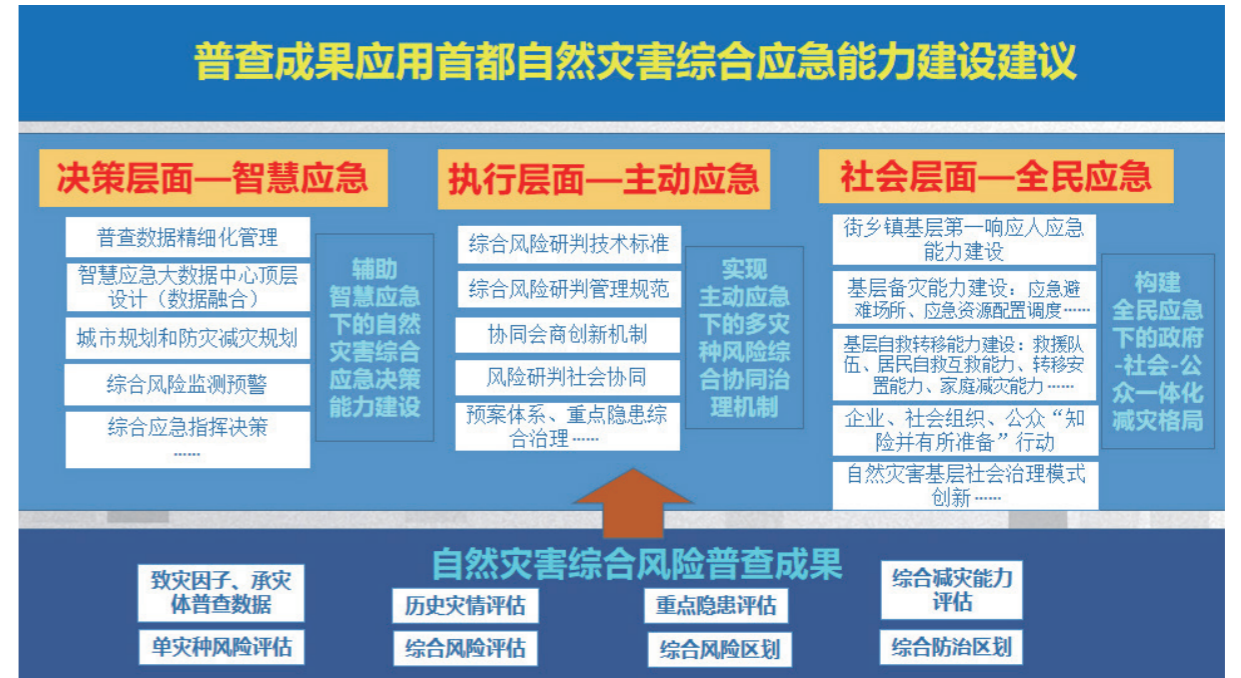 普查成果应用首都自然灾害综合应急能力建设建议
决策层面—智慧应急
普查数据精细化管理
智慧应急大数据中心顶层
设计（数据融合）
城市规划和防灾减灾规划
综合风险监测预警
综合应急指挥决策
……
辅助
智慧应急
下的自然
灾害综合
应急决策
能力建设
执行层面—主动应急
综合风险研判技术标准
综合风险研判管理规范
协同会商创新机制
风险研判社会协同
预案体系、重点隐患综
合治理……
实现
主动应急
下的多灾
种风险综
合协同治
理机制
社会层面—全民应急
街乡镇基层第一响应人应急
能力建设
基层备灾能力建设：应急避
难场所、应急资源配置调度……
基层自救转移能力建设：救援队
伍、居民自救互救能力、转移安
置能力、家庭减灾能力……
企业、社会组织、公众“知
险并有所准备”行动
自然灾害基层社会治理模式
创新……
构建
全民应急
下的政府
-社会-公
众一体化
减灾格局
自然灾害综合风险普查成果
致灾因子、承灾
体普查数据
历史灾情评估
重点隐患评估
综合减灾能力
评估
单灾种风险评估
综合风险评估
综合风险区划
综合防治区划